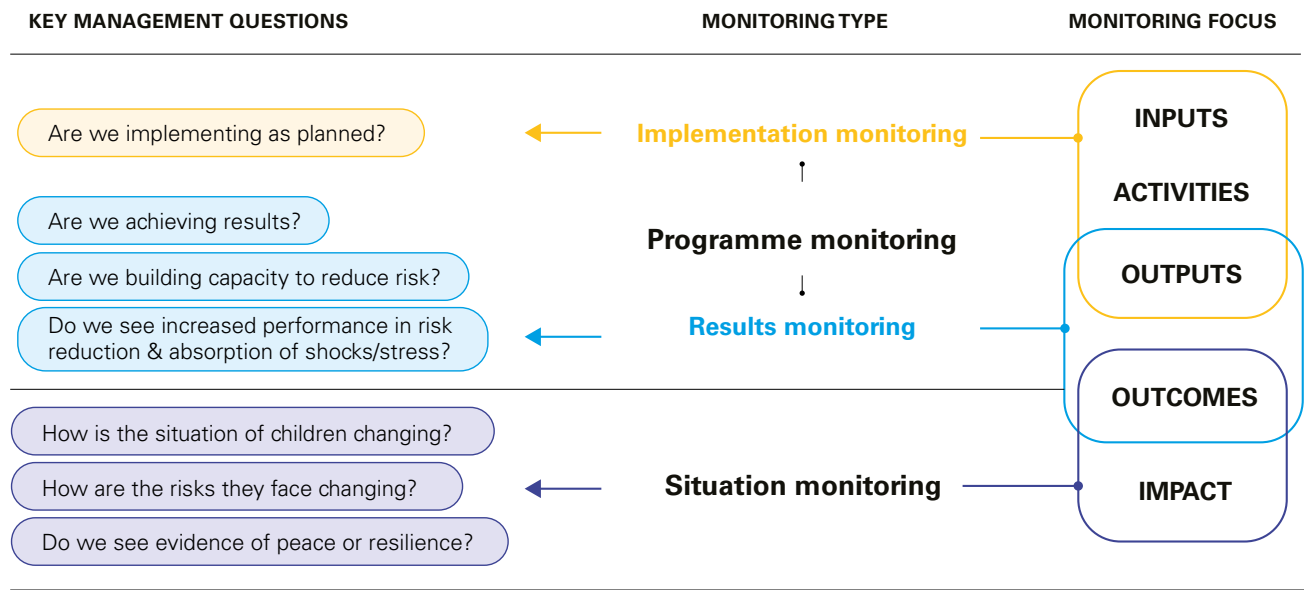 KEY MANAGEMENT QUESTIONS
MONITORING TYPE
MONITORING FOCUS
Are we implementing as planned?
Implementation monitoring
INPUTS
ACTIVITIES
Are we achieving results?
Programme monitoring
Are we building capacity to reduce risk?
OUTPUTS
Do we see increased performance in risk
reduction & absorption of shocks/stress?
Results monitoring
OUTCOMES
How is the situation of children changing?
How are the risks they face changing?
Situation monitoring
IMPACT
Do we see evidence of peace or resilience?